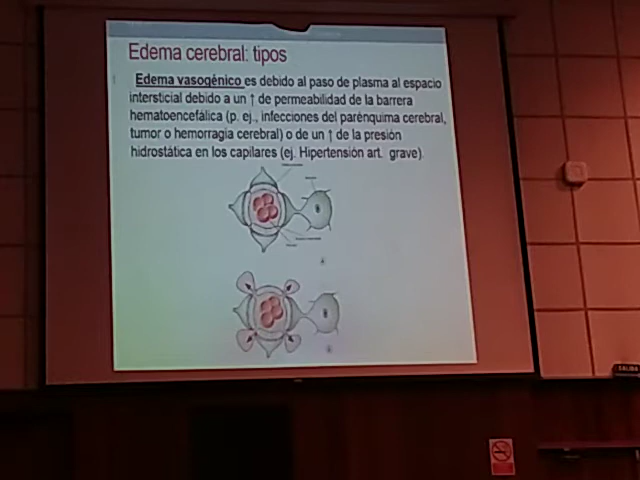 Edema cerebral: tipos
Edema vasogénico es debido al paso de plasma al espacio
intersticial debido a un ↑ de permeabilidad de la barrera
hematoencefálica (p. ej., infecciones del parénquima cerebral,
tumor o hemorragia cerebral) o de un ↑ de la presión
hidrostática en los capilares (ej. Hipertensión art. grave).
SALIDA